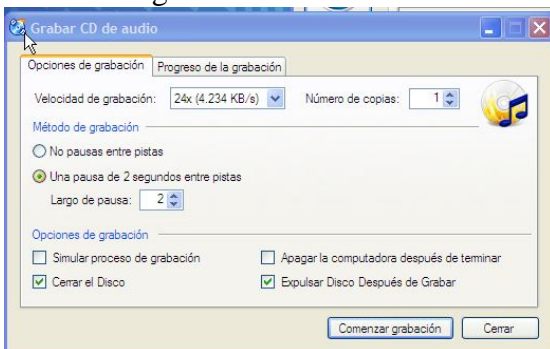 Grabar CD de audio
Opciones de grabación Progreso de la grabación
Velocidad de grabación: 24x (4.234 KB/s) Número de copias: 1
Método de grabación
No pausas entre pistas
Una pausa de 2 segundos entre pistas
Largo de pausa: 2
Opciones de grabación
Simular proceso de grabación Apagar la computadora después de terminar
Cerrar el Disco Expulsar Disco Después de Grabar
Comenzar grabación Cerrar